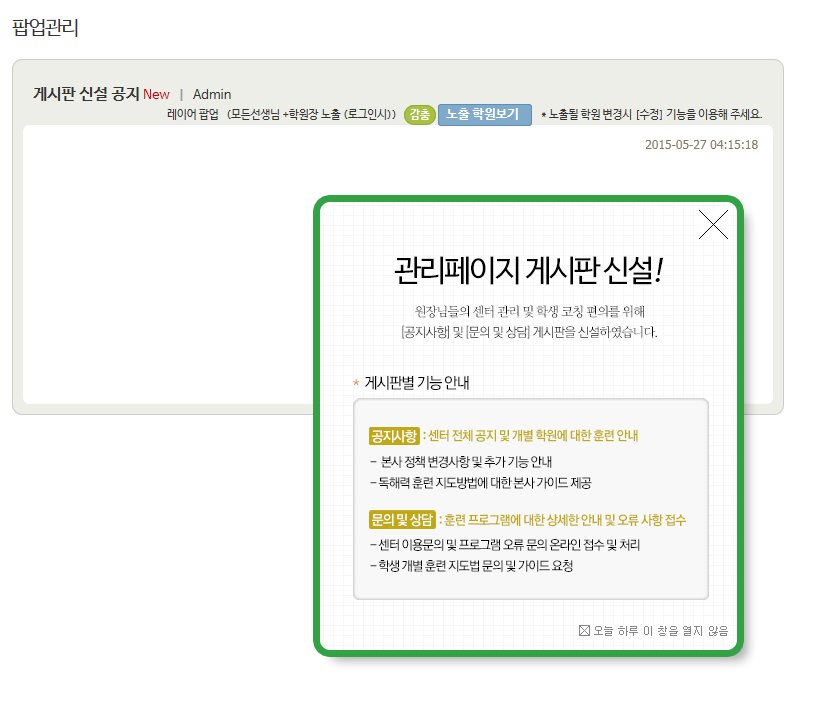 팝업관리
게시판 신설 공지 New | Admin
레이어 팝업 (모든선생님 +학원장 노출 (로그인시)) 감춤 노출 학원보기 * 노출될 학원 변경시 [수정] 기능을 이용해 주세요.
2015-05-27 04:15:18
관리페이지 게시판 신설!
원장님들의 센터 관리 및 학생 코칭 편의를 위해
[공지사항] 및 [문의 및 상담] 게시판을 신설하였습니다.
* 게시판별 기능 안내
공지사항 : 센터 전체 공지 및 개별 학원에 대한 훈련 안내
- 본사 정책 변경사항 및 추가 기능 안내
- 독해력 훈련 지도방법에 대한 본사 가이드 제공
문의 및 상담 : 훈련 프로그램에 대한 상세한 안내 및 오류 사항 접수
- 센터 이용문의 및 프로그램 오류 문의 온라인 접수 및 처리
- 학생 개별 훈련 지도법 문의 및 가이드 요청
오늘 하루 이 창을 열지 않음